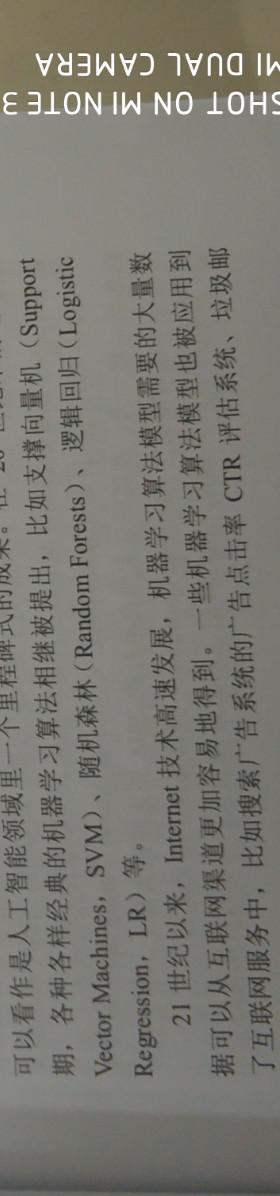 可以看作是人工智能领域里一个里程碑式的成果。在 20
期，各种各样经典的机器学习算法相继被提出，比如支撑向量机（Support
Vector Machines，SVM）、随机森林（Random Forests）、逻辑回归（Logistic
Regression，LR）等。
21 世纪以来，Internet 技术高速发展，机器学习算法模型需要的大量数
据可以从互联网渠道更加容易地得到。一些机器学习算法模型也被应用到
了互联网服务中，比如搜索广告系统的广告点击率 CTR 评估系统、垃圾邮
SHOT ON MI NOTE 3
MI DUAL CAMERA